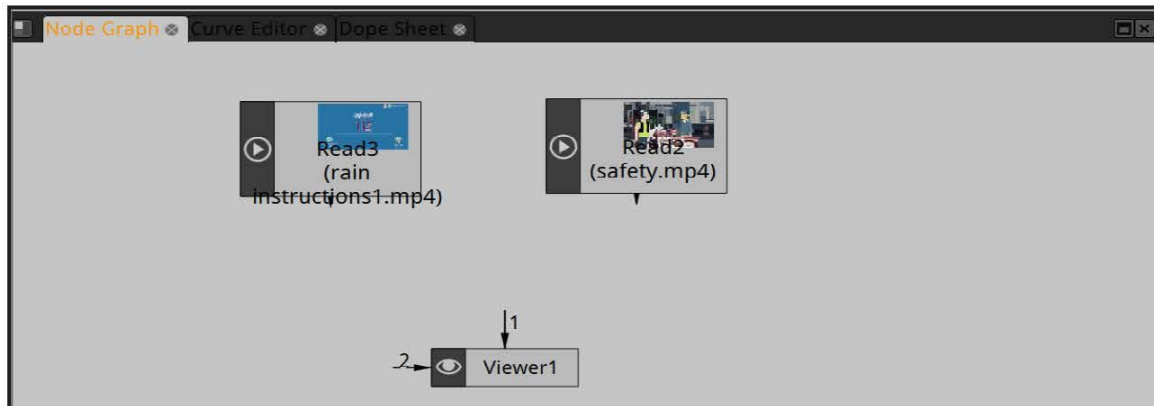 Node Graph Curve Editor Dope Sheet
Read3
(rain
instructions1.mp4)
Read2
(safety.mp4)
1
2
Viewer1